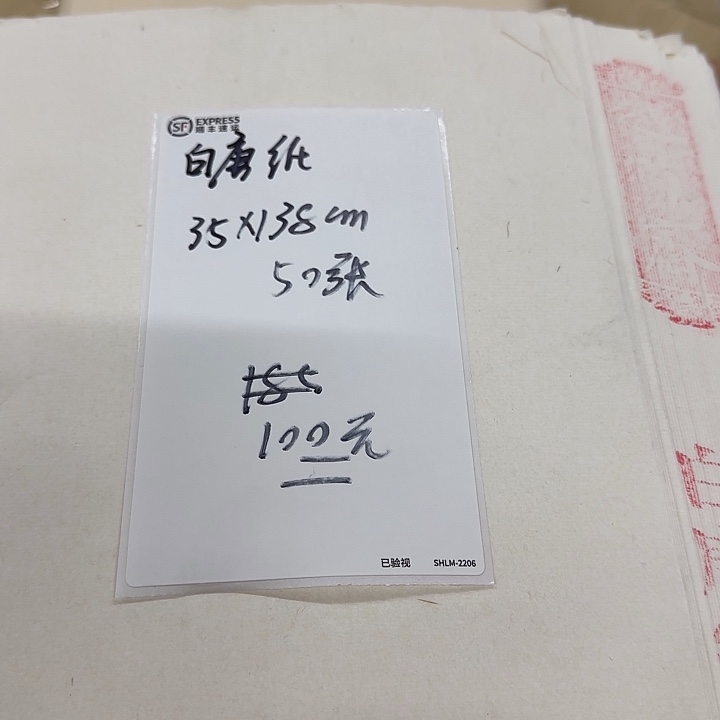 SF EXPRESS
顺丰速运
白唐纸
35×138cm
50张
185
100元
已验视 SHLM-2206